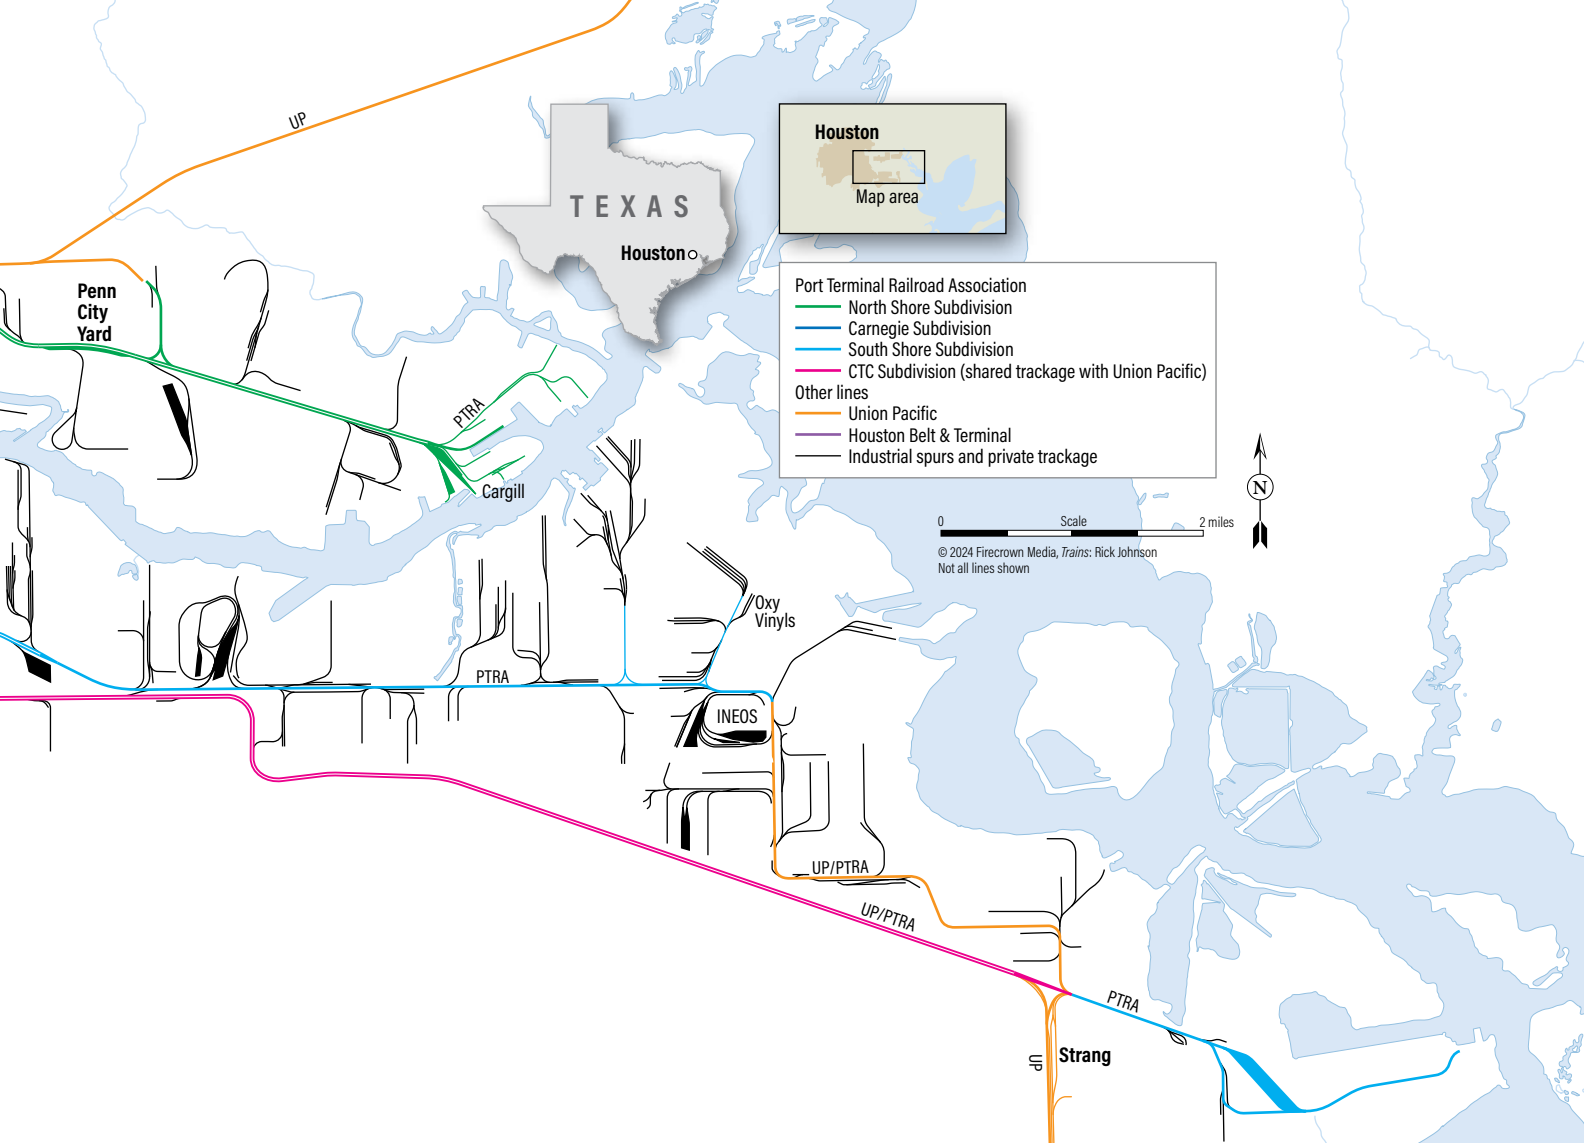 UP
TEXAS
Houston
Houston
Map area
Penn
City
Yard
Port Terminal Railroad Association
North Shore Subdivision
Carnegie Subdivision
South Shore Subdivision
CTC Subdivision (shared trackage with Union Pacific)
Other lines
Union Pacific
Houston Belt & Terminal
Industrial spurs and private trackage
PTRA
Cargill
N
0 Scale 2 miles
© 2024 Firecrown Media, Trains: Rick Johnson
Not all lines shown
Oxy
Vinyls
PTRA
INEOS
UP/PTRA
UP/PTRA
PTRA
UP
Strang